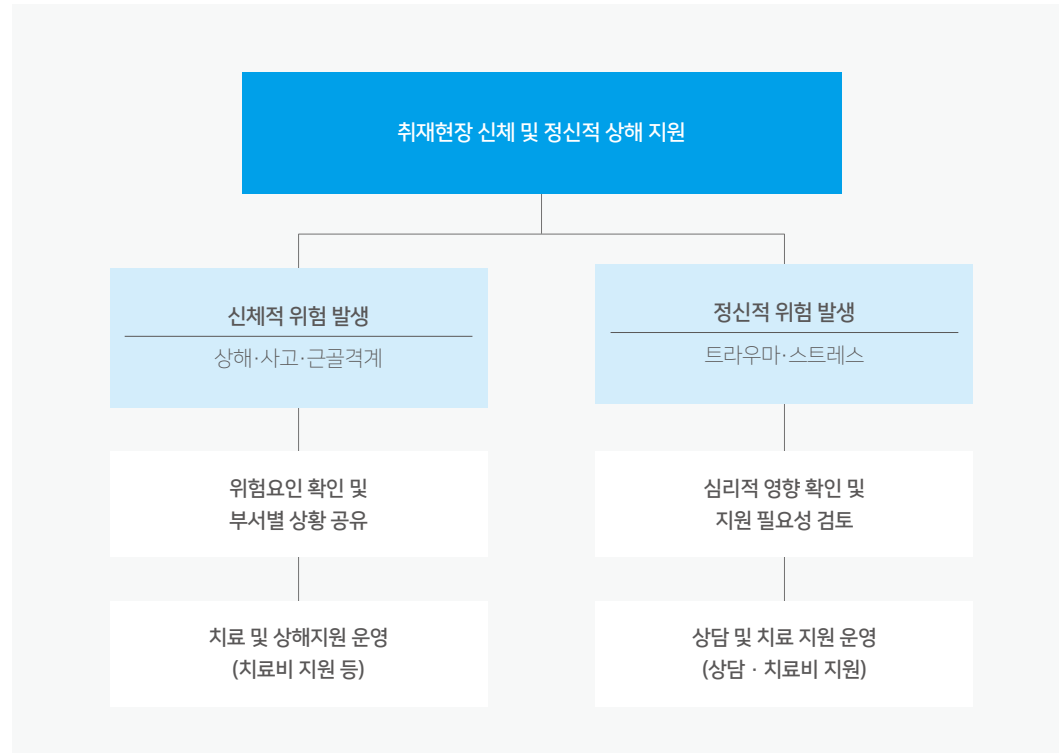 취재현장 신체 및 정신적 상해 지원
신체적 위험 발생
상해·사고·근골격계
위험요인 확인 및
부서별 상황 공유
치료 및 상해지원 운영
(치료비 지원 등)
정신적 위험 발생
트라우마·스트레스
심리적 영향 확인 및
지원 필요성 검토
상담 및 치료 지원 운영
(상담 · 치료비 지원)